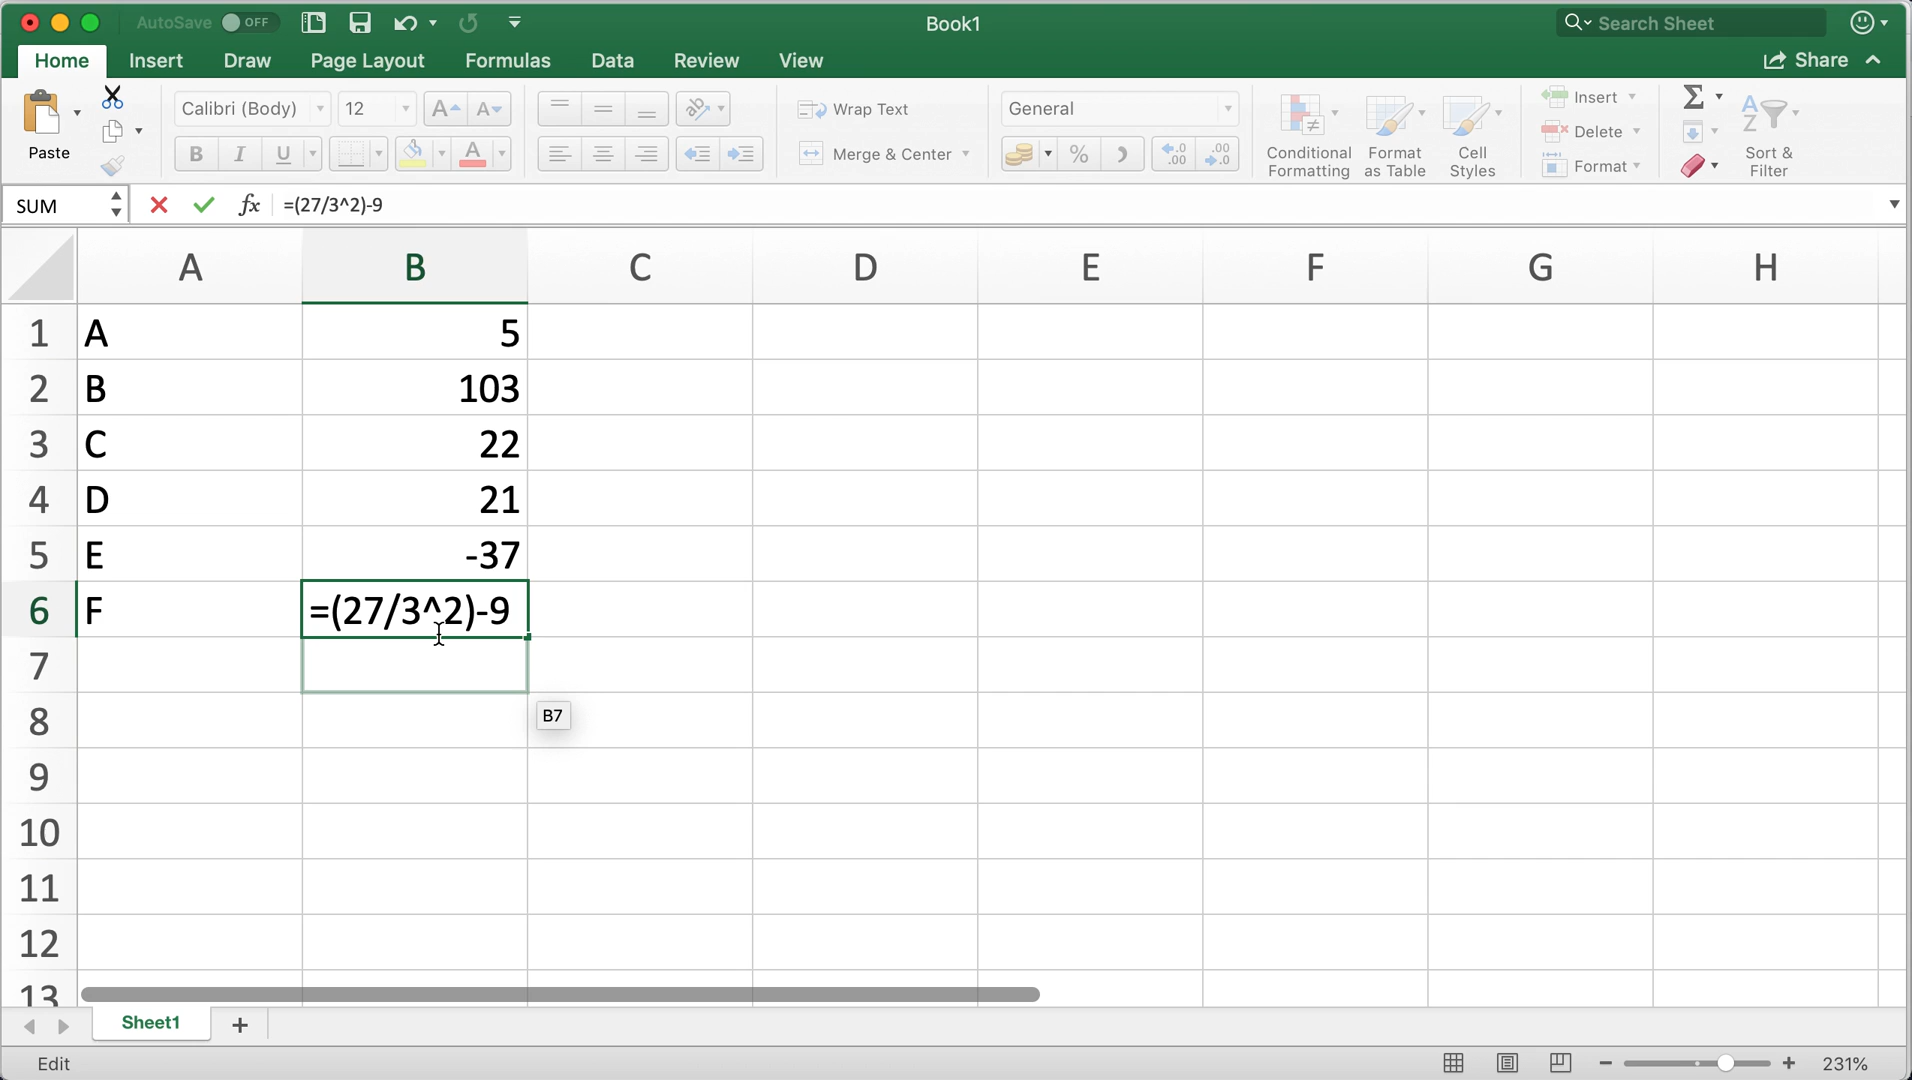 AutoSave OFF Book1 Search Sheet
Home Insert Draw Page Layout Formulas Data Review View Share
Paste
Calibri (Body) 12
B I U A
Wrap Text
Merge & Center
General
%
Conditional Formatting
Format as Table
Cell Styles
Insert
Delete
Format
Sort & Filter
SUM fx =(27/3^2)-9
A B C D E F G H
1 A 5
2 B 103
3 C 22
4 D 21
5 E -37
6 F =(27/3^2)-9
7
B7
8
9
10
11
12
13
Sheet1
Edit 231%